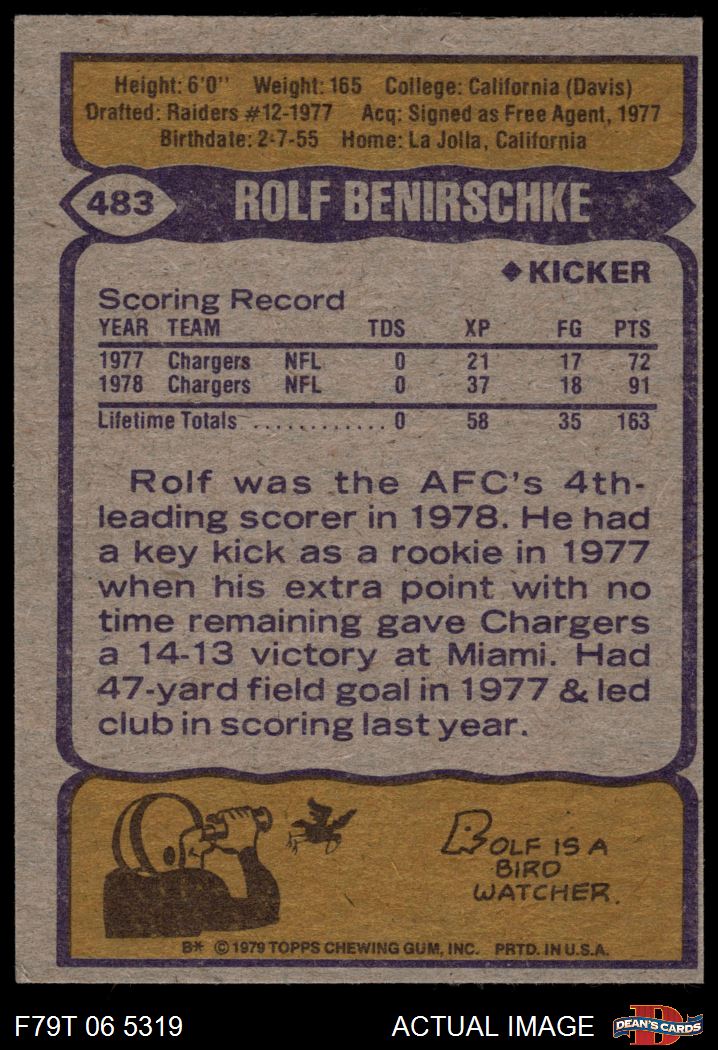 Height: 6'0" Weight: 165 College: California (Davis)
Drafted: Raiders #12-1977 Acq: Signed as Free Agent, 1977
Birthdate: 2-7-55 Home: La Jolla, California
483 ROLF BENIRSCHKE
◆ KICKER
Scoring Record
YEAR TEAM TDS XP FG PTS
1977 Chargers NFL 0 21 17 72
1978 Chargers NFL 0 37 18 91
Lifetime Totals ............ 0 58 35 163
Rolf was the AFC's 4th-
leading scorer in 1978. He had
a key kick as a rookie in 1977
when his extra point with no
time remaining gave Chargers
a 14-13 victory at Miami. Had
47-yard field goal in 1977 & led
club in scoring last year.
ROLF IS A
BIRD
WATCHER.
B* © 1979 TOPPS CHEWING GUM, INC. PRTD. IN U.S.A.
F79T 06 5319 ACTUAL IMAGE DEAN'S CARDS